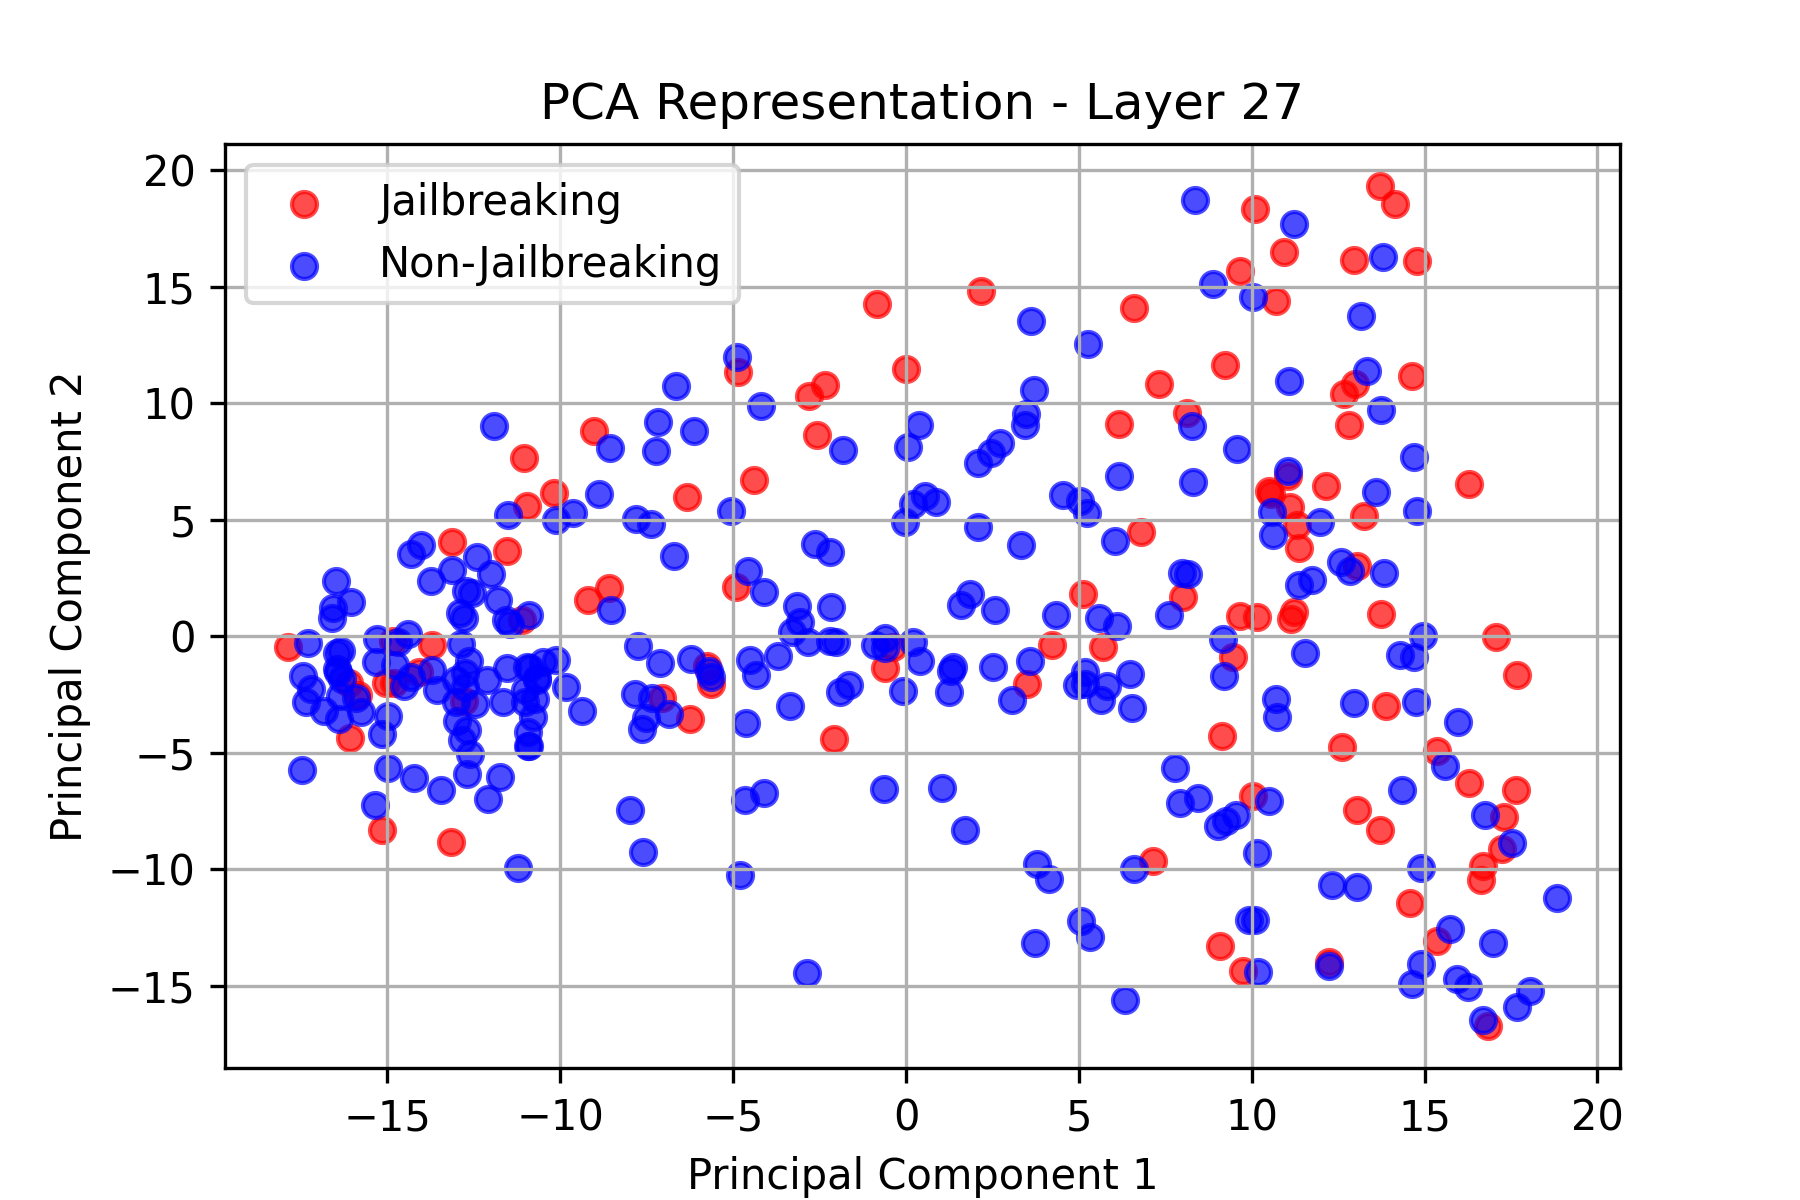 PCA Representation - Layer 27
Jailbreaking
Non-Jailbreaking
20
15
10
5
0
−5
−10
−15
Principal Component 2
−15 −10 −5 0 5 10 15 20
Principal Component 1